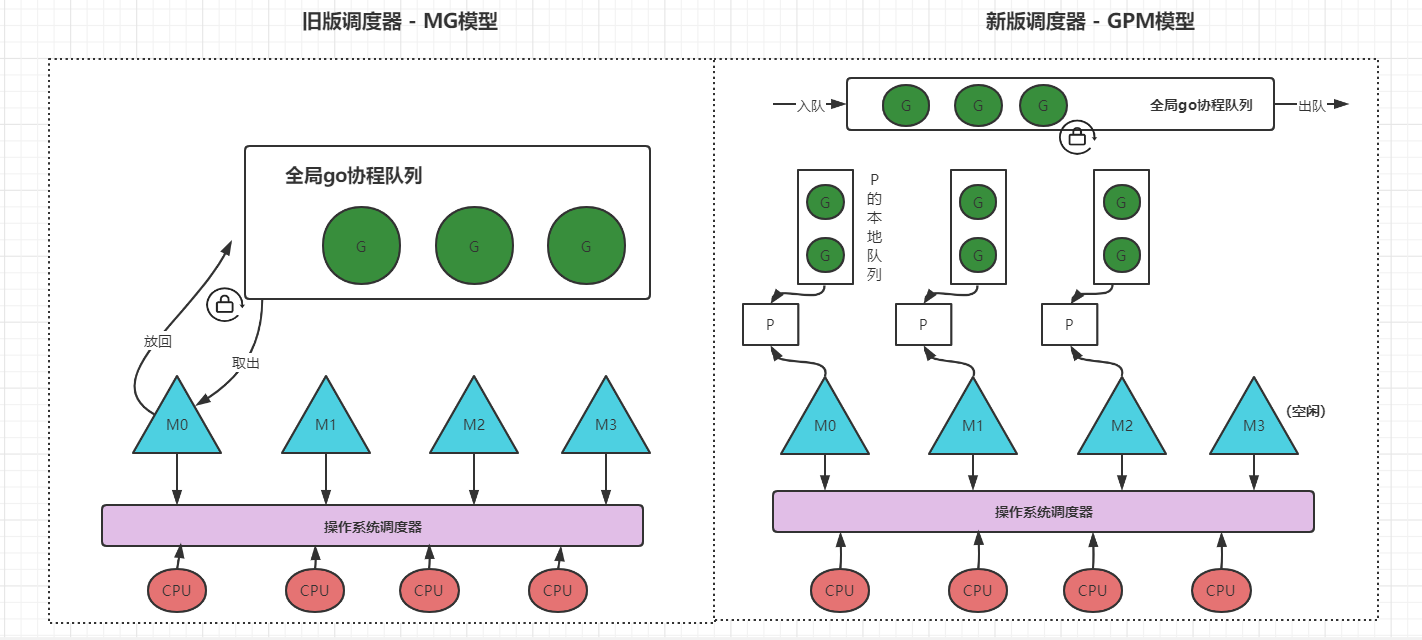 旧版调度器 - MG模型
全局go协程队列
G
G
G
放回
取出
M0
M1
M2
M3
操作系统调度器
CPU
CPU
CPU
CPU
新版调度器 - GPM模型
入队
G
G
G
全局go协程队列
出队
G
G
P的本地队列
G
G
G
G
P
P
P
M0
M1
M2
M3
(空闲)
操作系统调度器
CPU
CPU
CPU
CPU